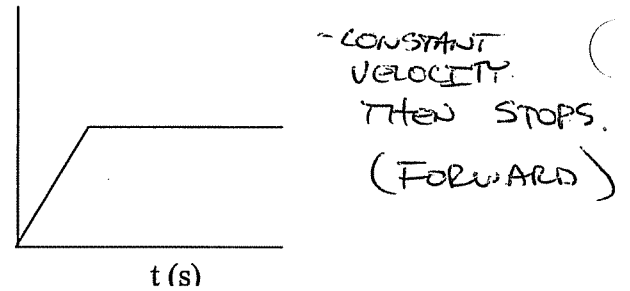 - CONSTANT
VELOCITY.
THEN STOPS.
(FORWARD)
t (s)